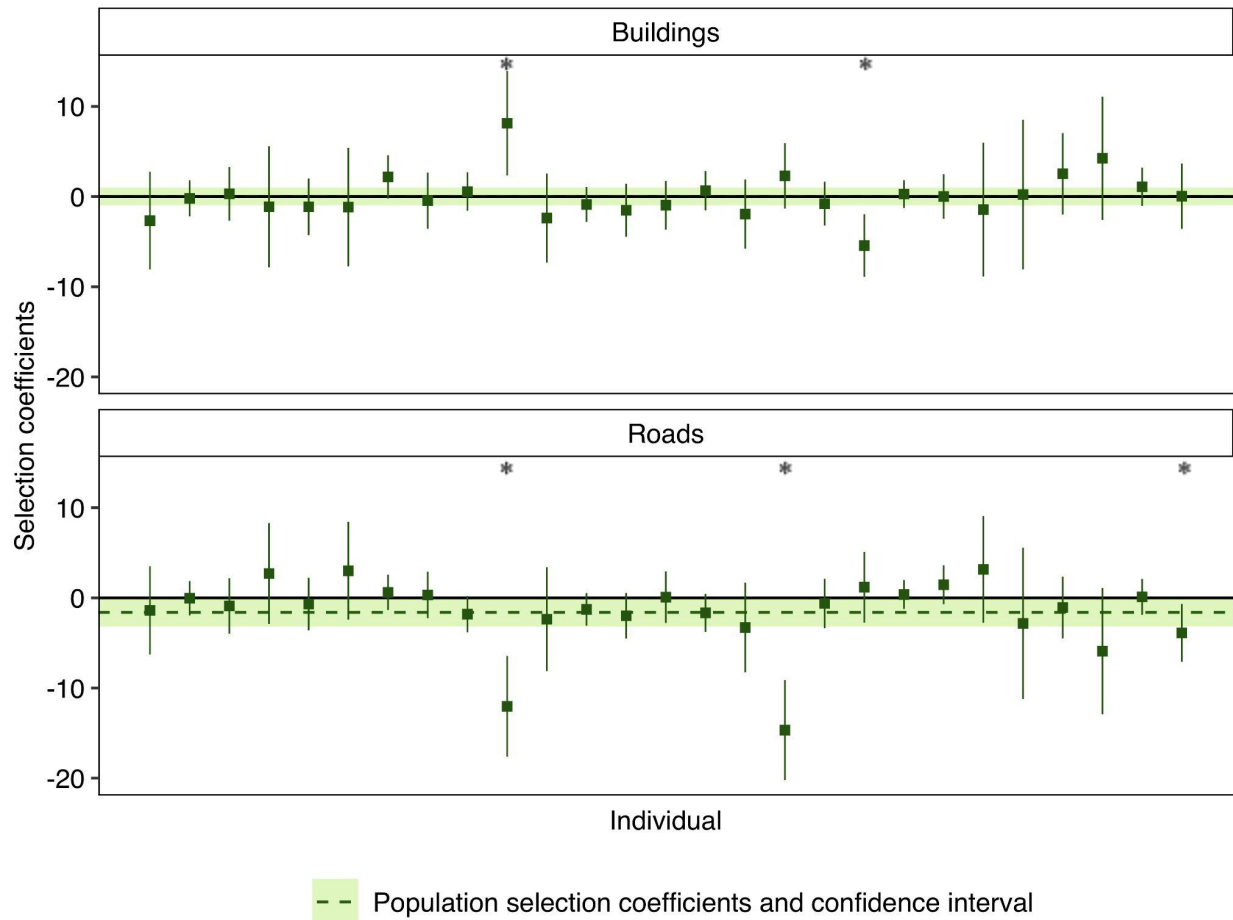 Buildings
* *
10
0
-10
-20
Selection coefficients
Roads
* * *
10
0
-10
-20
Individual
Population selection coefficients and confidence interval